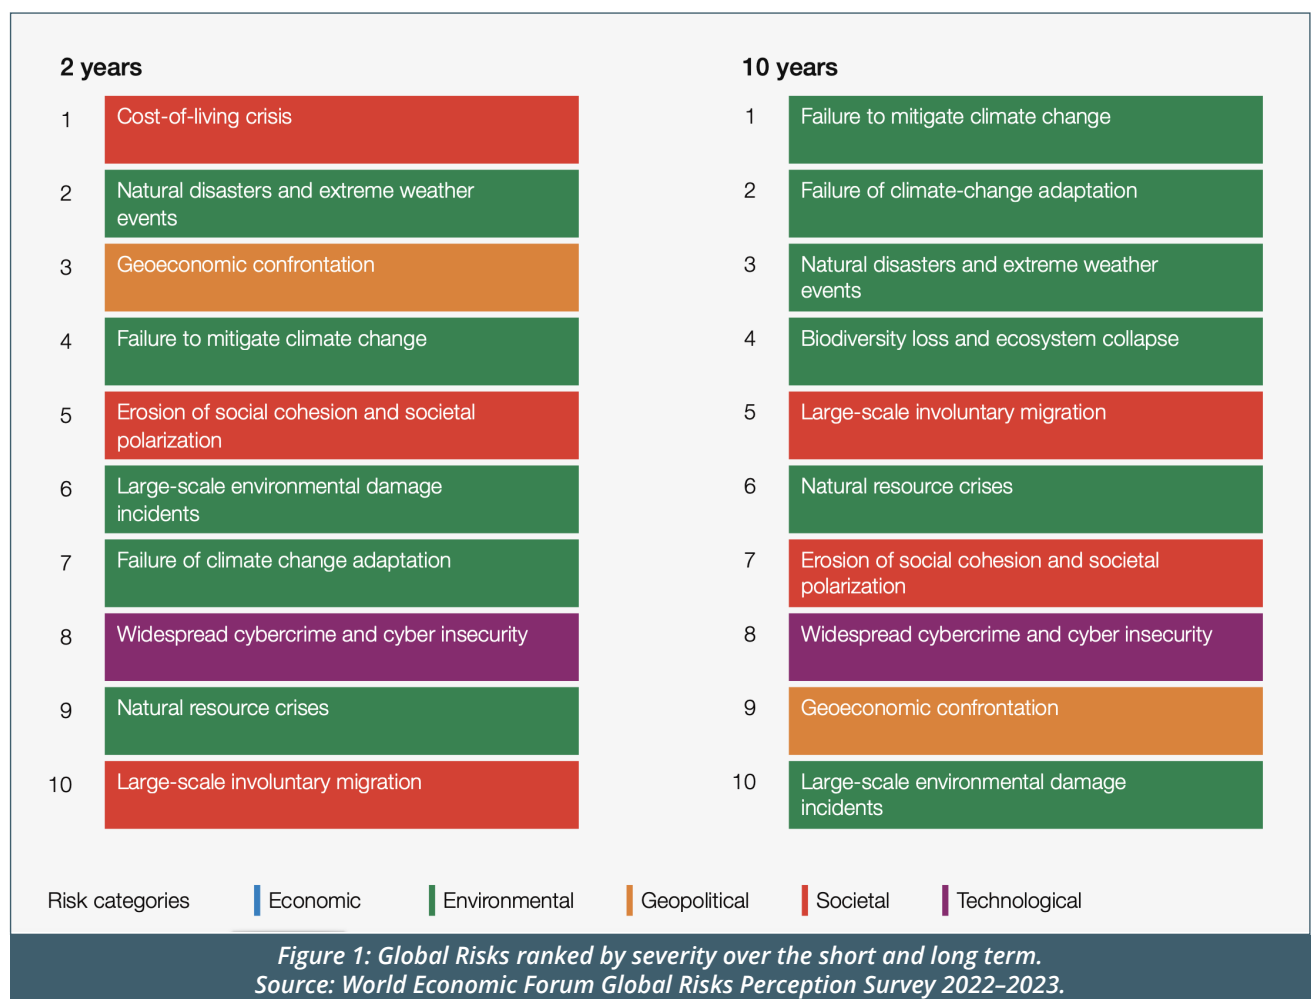 2 years
1
Cost-of-living crisis
2
Natural disasters and extreme weather
events
3
Geoeconomic confrontation
4
Failure to mitigate climate change
5
Erosion of social cohesion and societal
polarization
6
Large-scale environmental damage
incidents
7
Failure of climate change adaptation
8
Widespread cybercrime and cyber insecurity
9
Natural resource crises
10
Large-scale involuntary migration
10 years
1
Failure to mitigate climate change
2
Failure of climate-change adaptation
3
Natural disasters and extreme weather
events
4
Biodiversity loss and ecosystem collapse
5
Large-scale involuntary migration
6
Natural resource crises
7
Erosion of social cohesion and societal
polarization
8
Widespread cybercrime and cyber insecurity
9
Geoeconomic confrontation
10
Large-scale environmental damage
incidents
Risk categories Economic Environmental Geopolitical Societal Technological
Figure 1: Global Risks ranked by severity over the short and long term.
Source: World Economic Forum Global Risks Perception Survey 2022–2023.